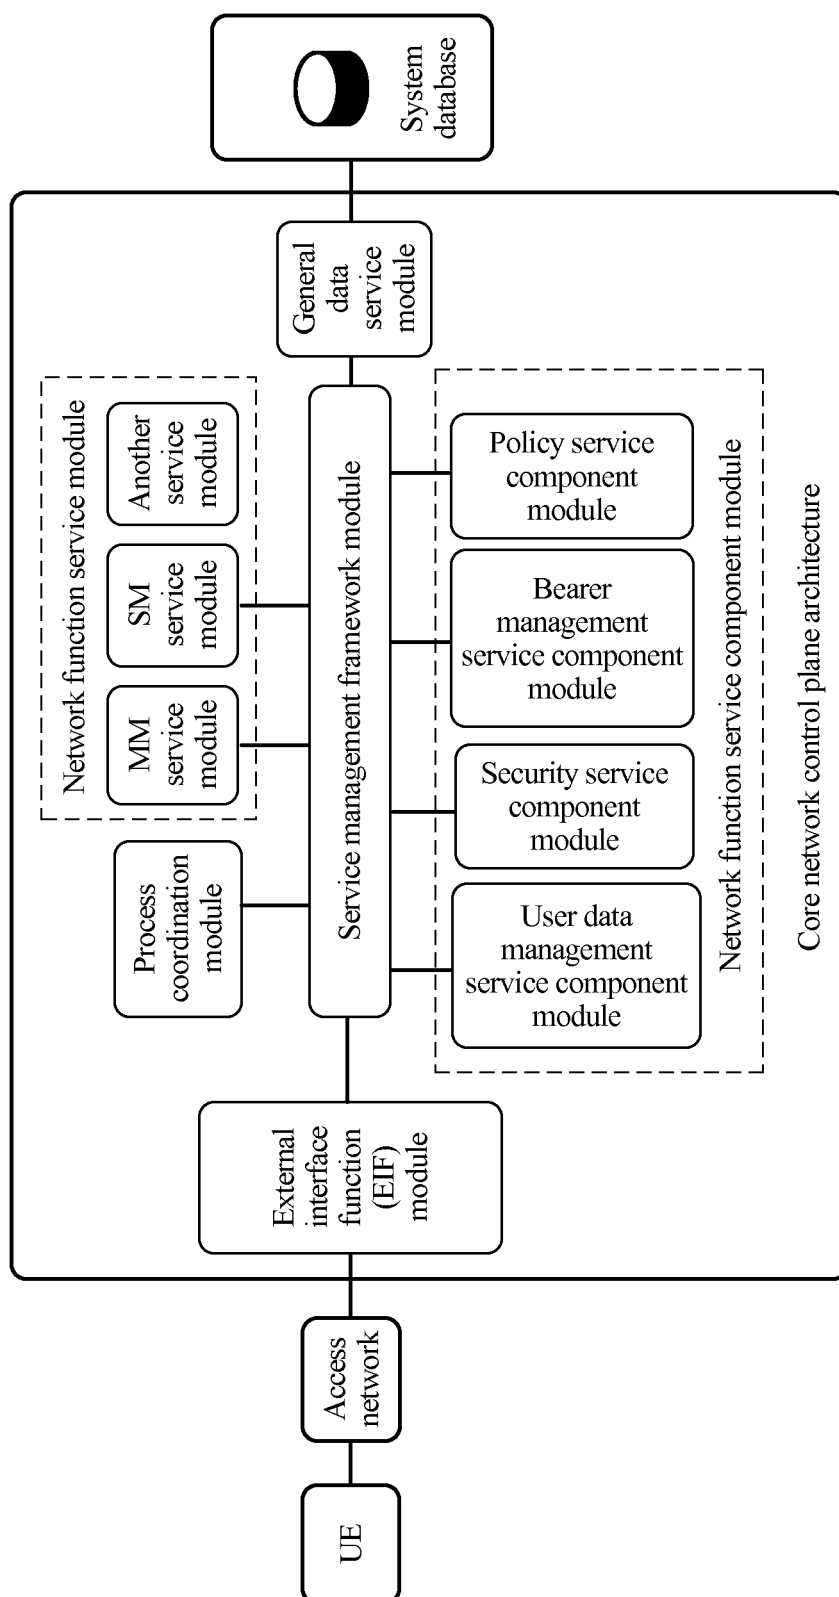 System
database
General
data
service
module
Network function service module
Another
service
module
SM
service
module
MM
service
module
Process
coordination
module
Service management framework module
Policy service
component
module
Bearer
management
service component
module
Security service
component
module
User data
management
service component
module
Network function service component module
Core network control plane architecture
External
interface
function
(EIF)
module
Access
network
UE